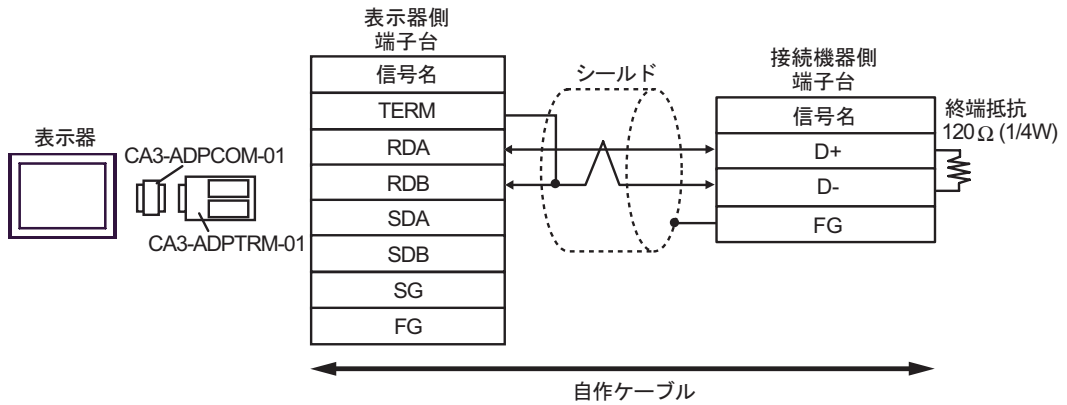 表示器
CA3-ADPCOM-01
CA3-ADPTRM-01
表示器側
端子台
信号名
TERM
RDA
RDB
SDA
SDB
SG
FG
シールド
接続機器側
端子台
信号名
D+
D-
FG
終端抵抗
120Ω (1/4W)
自作ケーブル